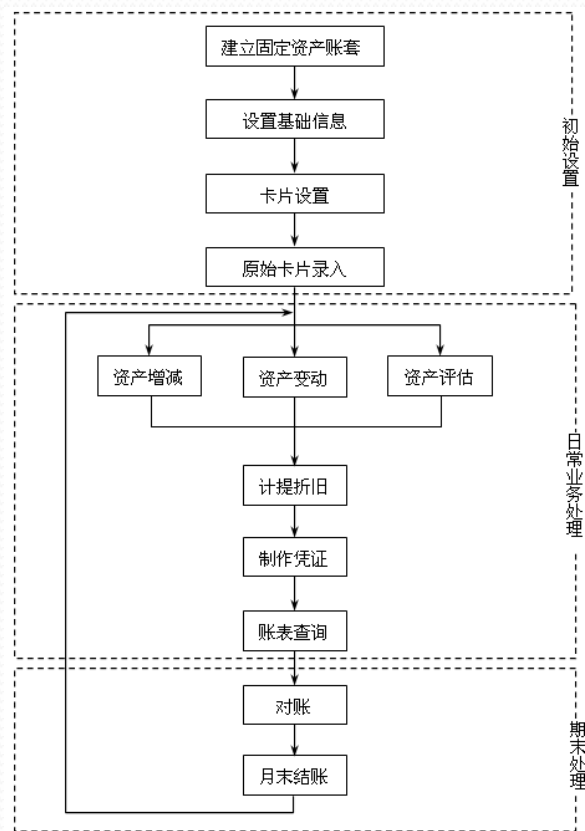 建立固定资产账套
设置基础信息
卡片设置
原始卡片录入
初始设置
资产增减
资产变动
资产评估
计提折旧
制作凭证
账表查询
日常业务处理
对账
月末结账
期末处理